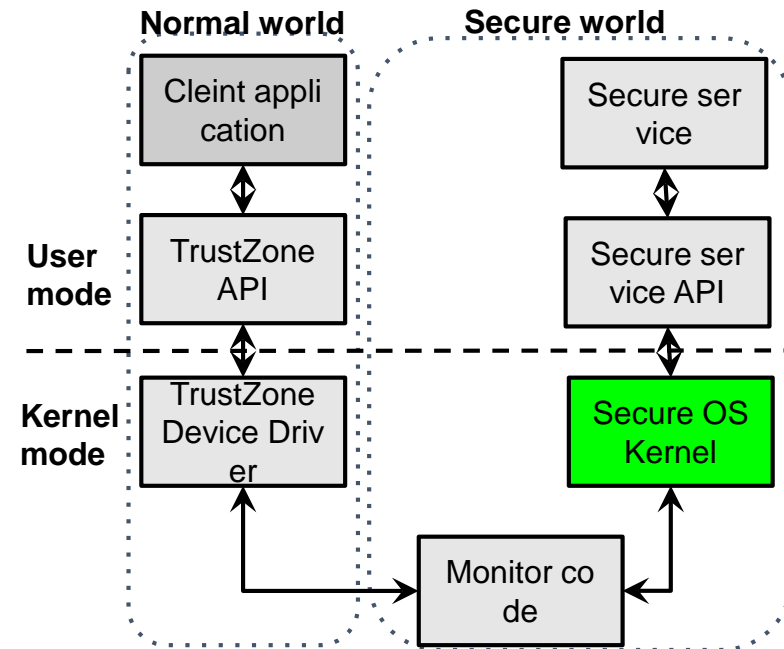 Normal world
Secure world
Cleint appli
cation
Secure ser
vice
User
mode
TrustZone
API
Secure ser
vice API
Kernel
mode
TrustZone
Device Driv
er
Secure OS
Kernel
Monitor co
de